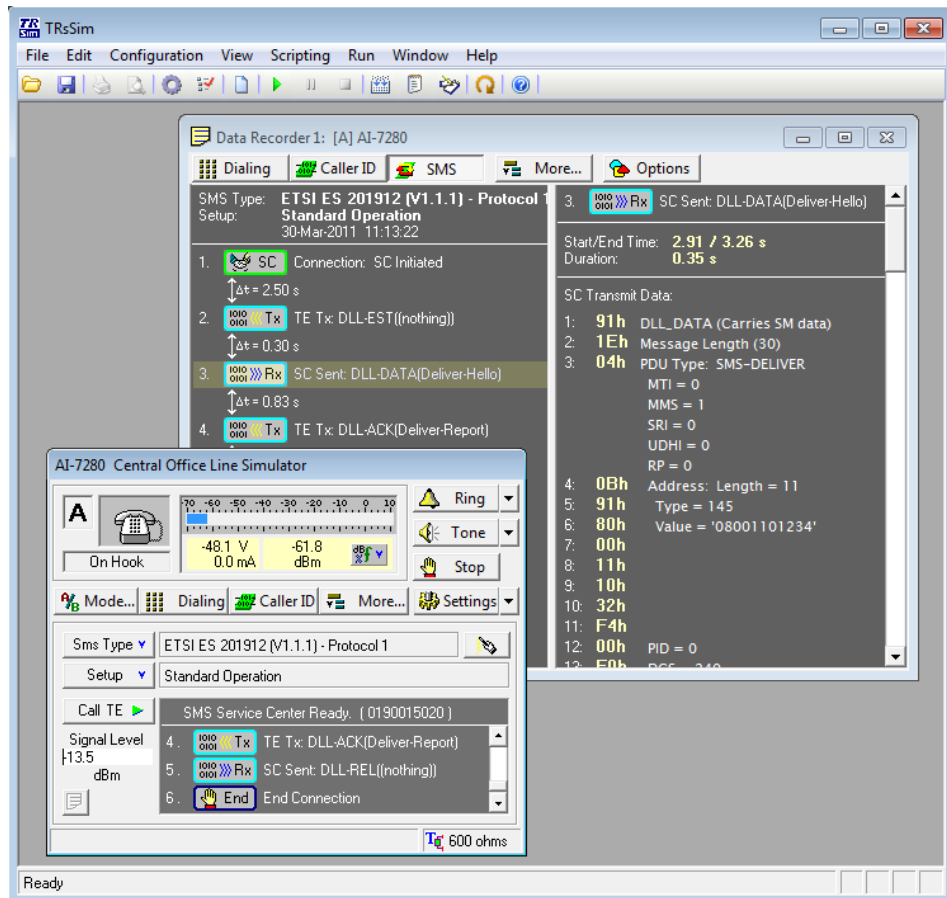 TRsSim
File Edit Configuration View Scripting Run Window Help
Data Recorder 1: [A] AI-7280
Dialing Caller ID SMS More... Options
SMS Type: ETSI ES 201912 (V1.1.1) - Protocol 1
Setup: Standard Operation
30-Mar-2011 11:13:22
1. SC Connection: SC Initiated
Δt = 2.50 s
2. Tx TE Tx: DLL-EST((nothing))
Δt = 0.30 s
3. Rx SC Sent: DLL-DATA(Deliver-Hello)
Δt = 0.83 s
4. Tx TE Tx: DLL-ACK(Deliver-Report)
3. Rx SC Sent: DLL-DATA(Deliver-Hello)
Start/End Time: 2.91 / 3.26 s
Duration: 0.35 s
SC Transmit Data:
1: 91h DLL_DATA (Carries SM data)
2: 1Eh Message Length (30)
3: 04h PDU Type: SMS-DELIVER
MTI = 0
MMS = 1
SRI = 0
UDHI = 0
RP = 0
4: 0Bh Address: Length = 11
5: 91h Type = 145
6: 80h Value = '08001101234'
7: 00h
8: 11h
9: 10h
10: 32h
11: F4h
12: 00h PID = 0
13: F0h DCS = 240
AI-7280 Central Office Line Simulator
A
On Hook
-70 -60 -50 -40 -30 -20 -10 0 10
-48.1 V -61.8
0.0 mA dBm
Ring
Tone
Stop
A/B Mode... Dialing Caller ID More... Settings
Sms Type ETSI ES 201912 (V1.1.1) - Protocol 1
Setup Standard Operation
Call TE SMS Service Center Ready. ( 0190015020 )
Signal Level
-13.5
dBm
4. Tx TE Tx: DLL-ACK(Deliver-Report)
5. Rx SC Sent: DLL-REL((nothing))
6. End End Connection
600 ohms
Ready